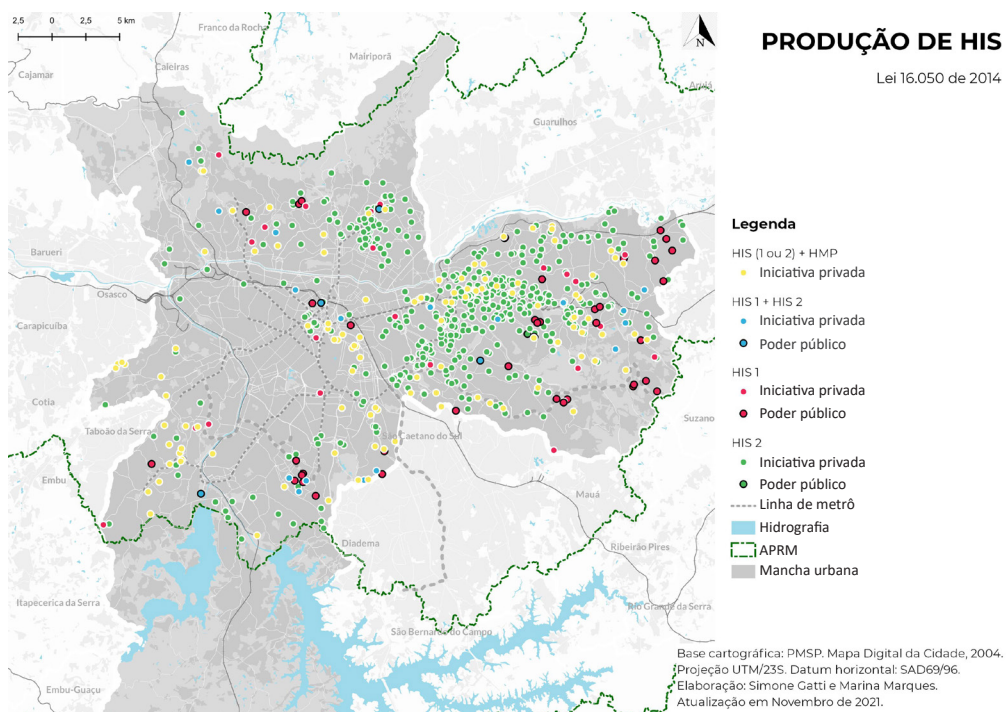 2,5 0 2,5 5 km
Franco da Rocha
Mairiporã
Caieiras
Cajamar
Arujá
Guarulhos
Barueri
Osasco
Carapicuíba
Cotia
Taboão da Serra
São Caetano do Sul
Suzano
Embu
Mauá
Diadema
Ribeirão Pires
Itapecerica da Serra
Rio Grande da Serra
São Bernardo do Campo
Embu-Guaçu
N
PRODUÇÃO DE HIS
Lei 16.050 de 2014
Legenda
HIS (1 ou 2) + HMP
Iniciativa privada
HIS 1 + HIS 2
Iniciativa privada
Poder público
HIS 1
Iniciativa privada
Poder público
HIS 2
Iniciativa privada
Poder público
Linha de metrô
Hidrografia
APRM
Mancha urbana
Base cartográfica: PMSP. Mapa Digital da Cidade, 2004.
Projeção UTM/23S. Datum horizontal: SAD69/96.
Elaboração: Simone Gatti e Marina Marques.
Atualização em Novembro de 2021.